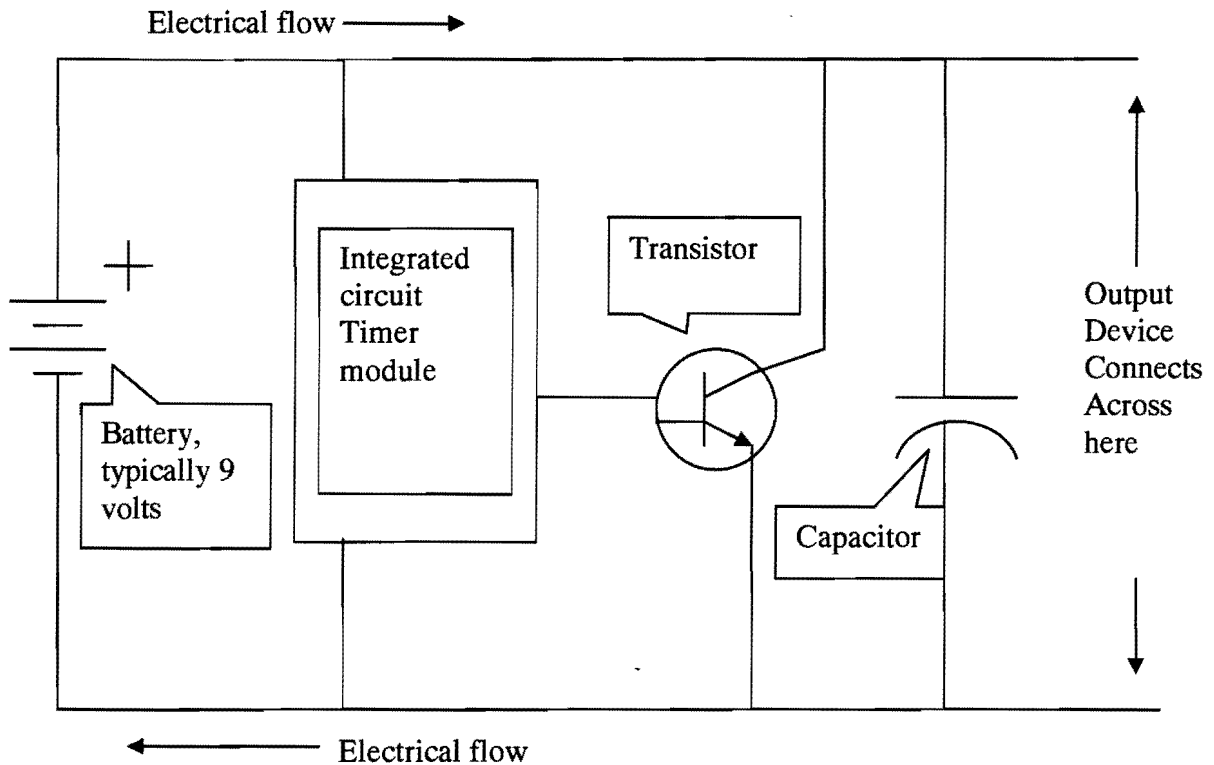 Electrical flow
+
Integrated
circuit
Timer
module
Transistor
Battery,
typically 9
volts
Capacitor
Output
Device
Connects
Across
here
Electrical flow